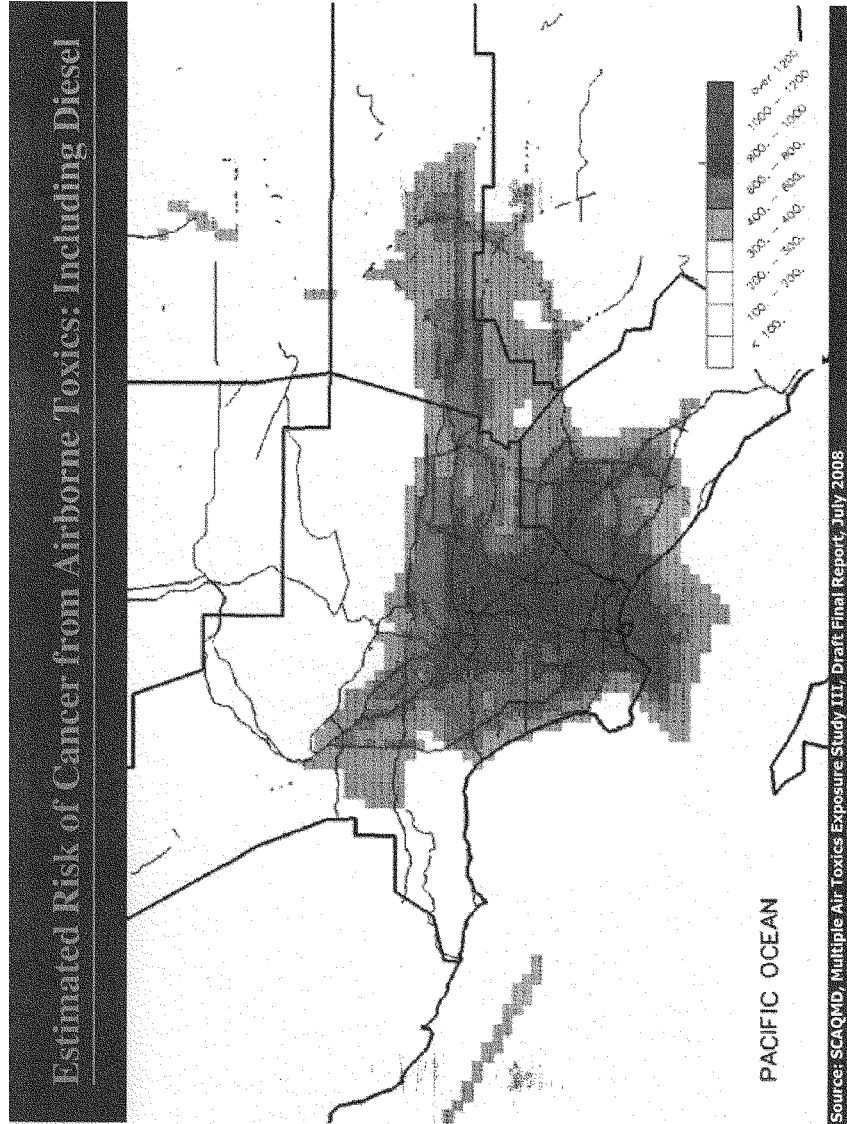 Estimated Risk of Cancer from Airborne Toxics: Including Diesel
over 1200
1000. - 1200
800. - 1000
600. - 800.
400. - 600.
300. - 400.
200. - 300.
100. - 200.
< 100.
PACIFIC OCEAN
Source: SCAQMD, Multiple Air Toxics Exposure Study III, Draft Final Report, July 2008